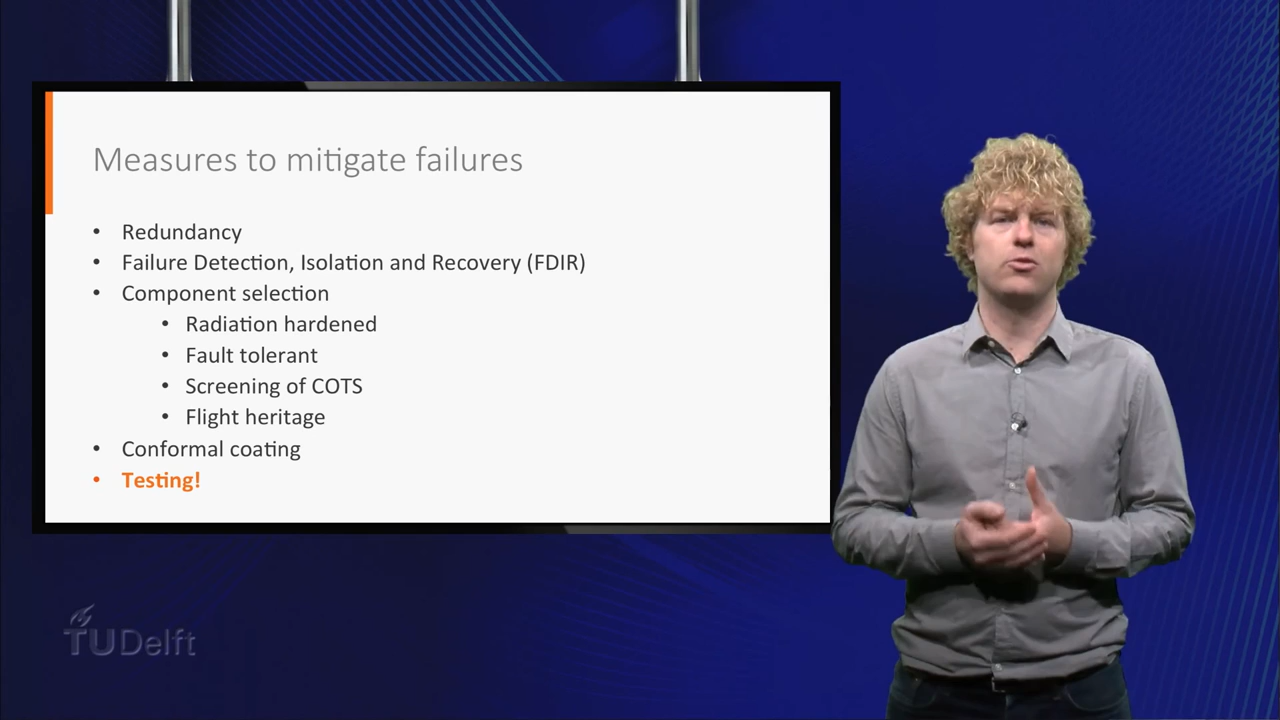 Measures to mitigate failures
• Redundancy
• Failure Detection, Isolation and Recovery (FDIR)
• Component selection
• Radiation hardened
• Fault tolerant
• Screening of COTS
• Flight heritage
• Conformal coating
• Testing!
TUDelft